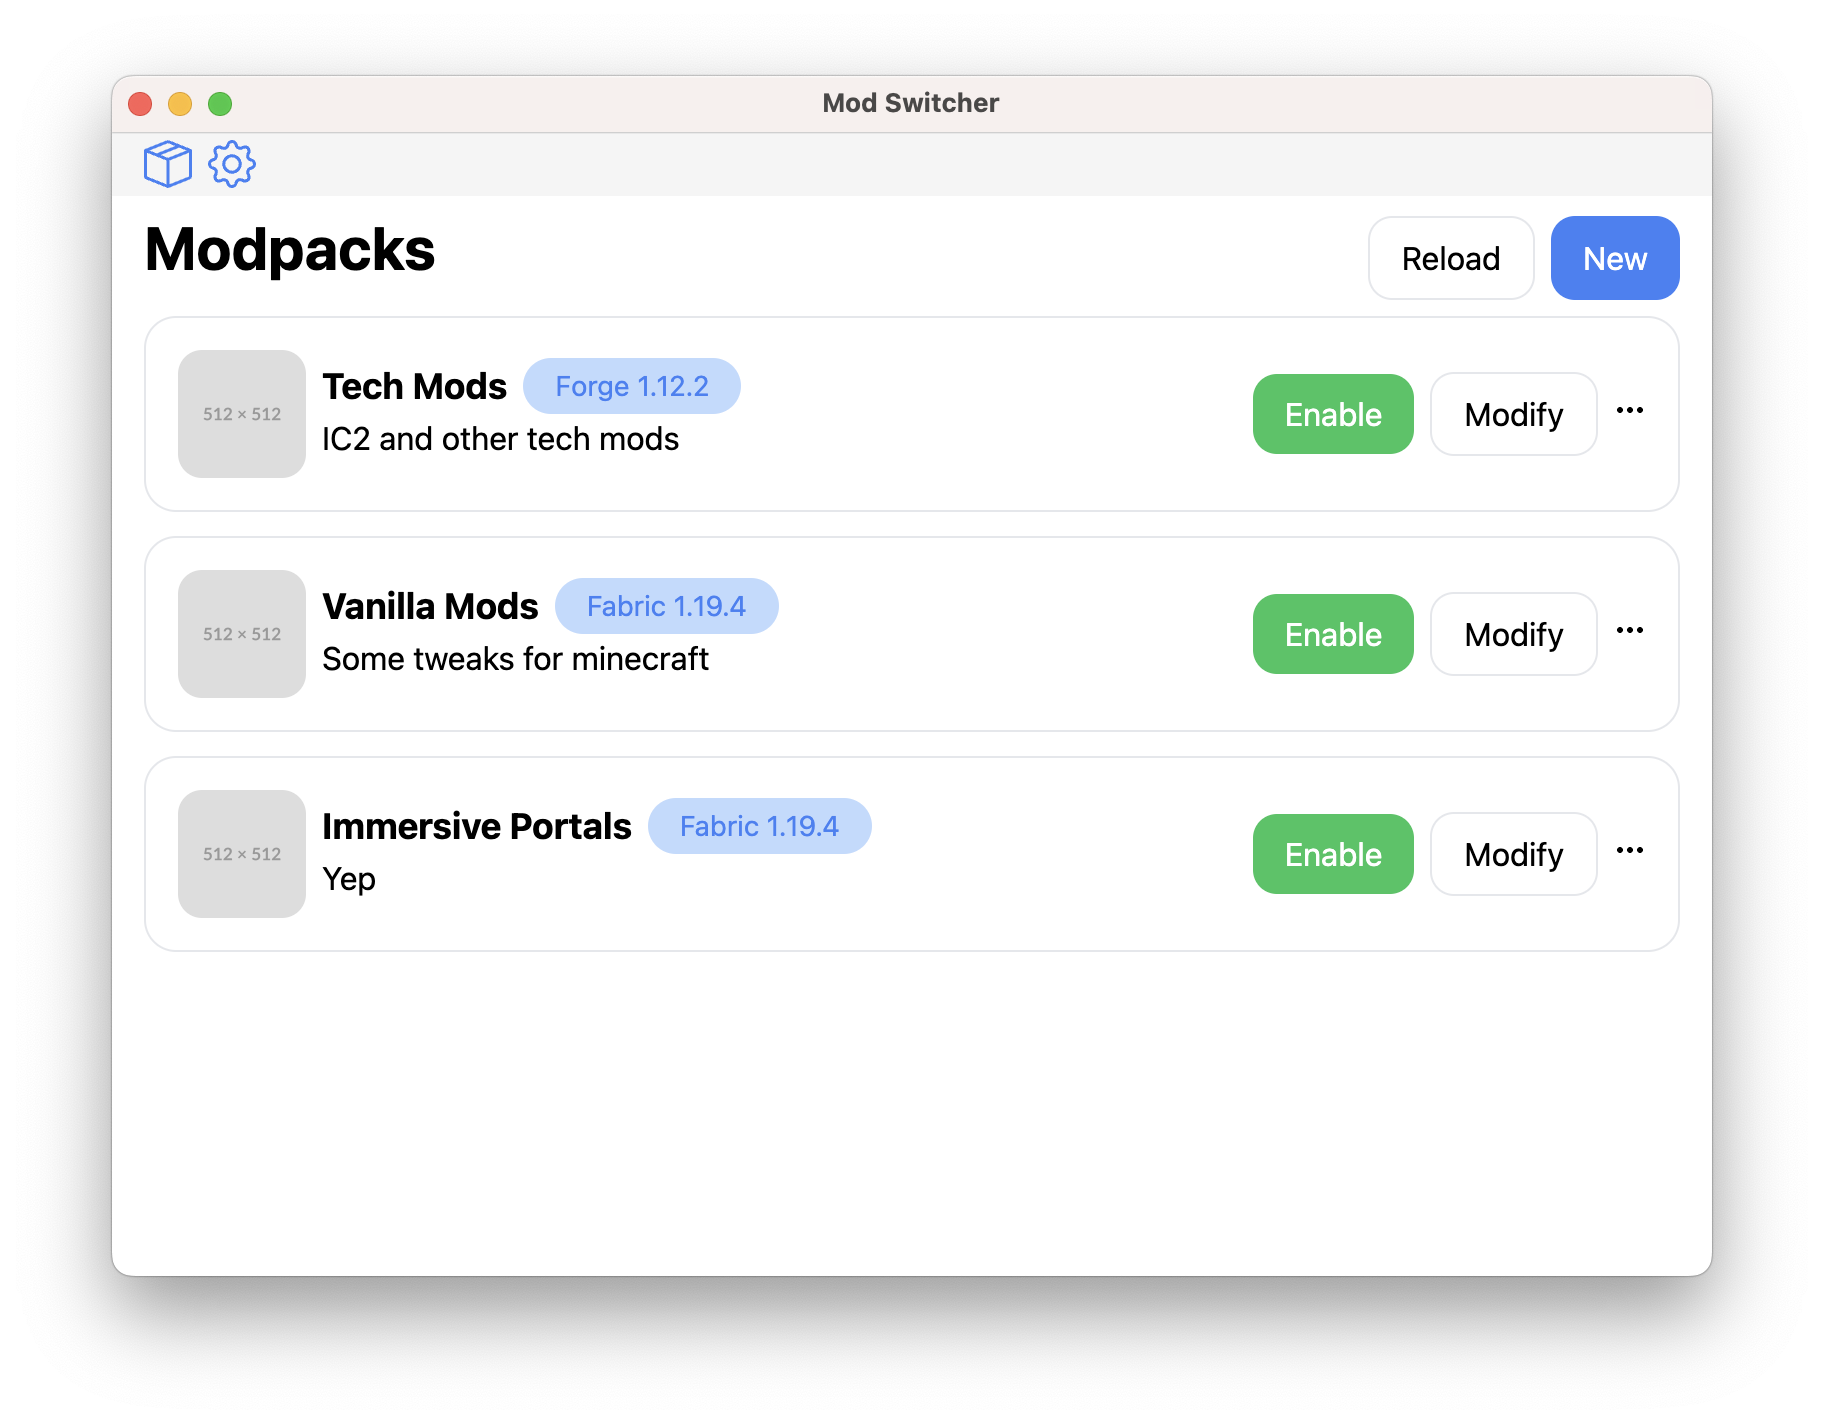 Mod Switcher
Modpacks
Reload
New
512 × 512
Tech Mods
Forge 1.12.2
IC2 and other tech mods
Enable
Modify
512 × 512
Vanilla Mods
Fabric 1.19.4
Some tweaks for minecraft
Enable
Modify
512 × 512
Immersive Portals
Fabric 1.19.4
Yep
Enable
Modify